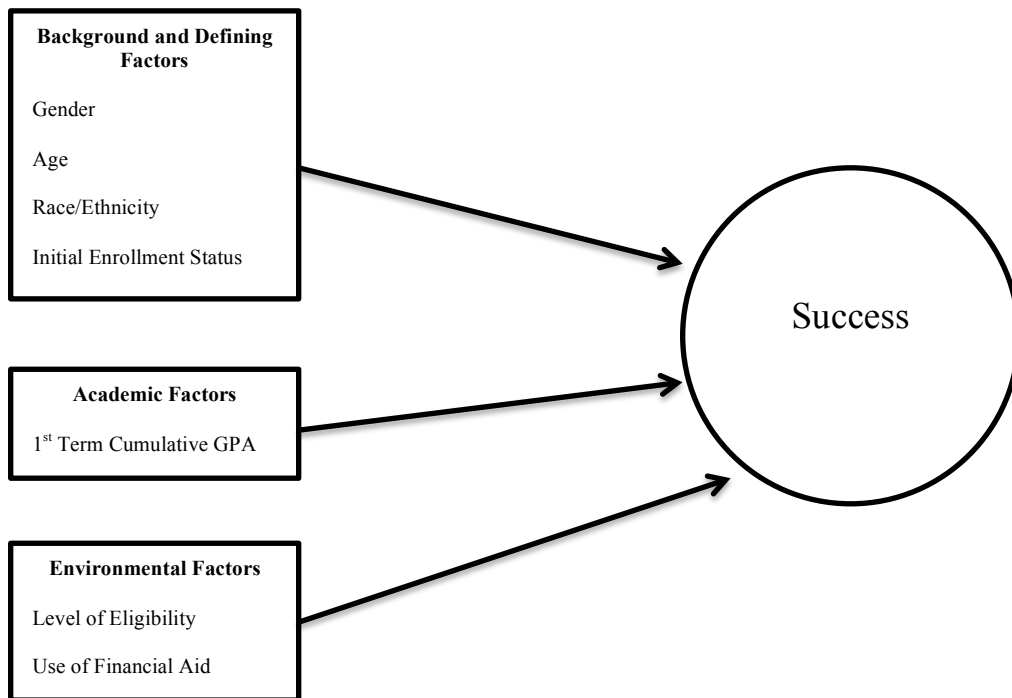 Background and Defining
Factors
Gender
Age
Race/Ethnicity
Initial Enrollment Status
Success
Academic Factors
1st Term Cumulative GPA
Environmental Factors
Level of Eligibility
Use of Financial Aid